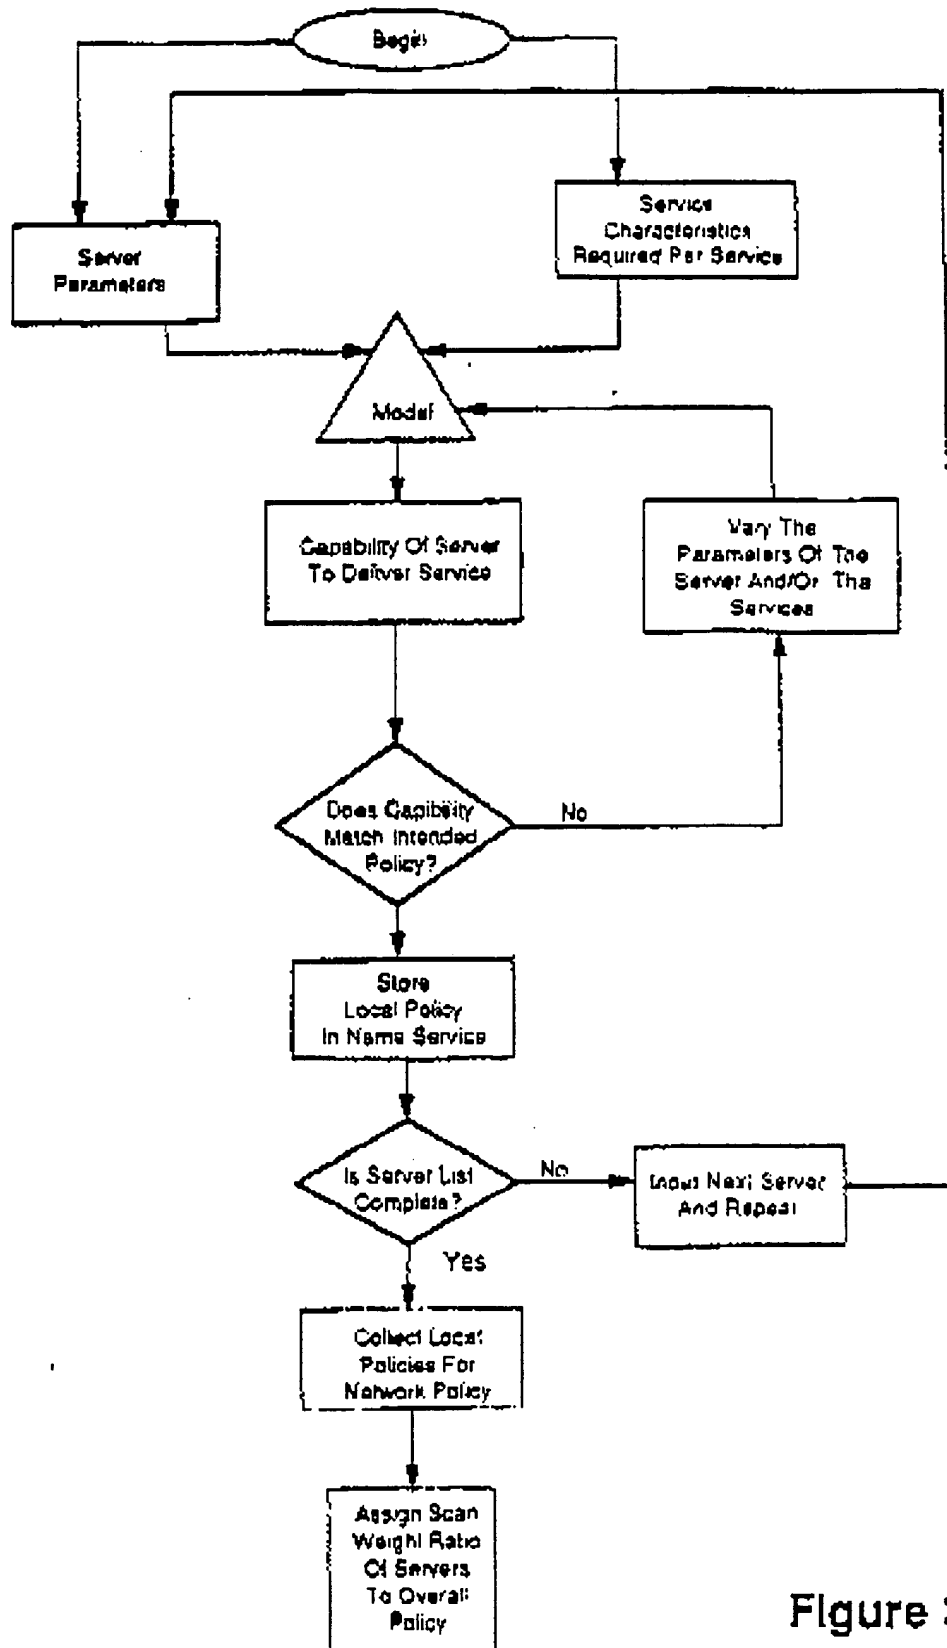 Begin
Server
Parameters
Service
Characteristics
Required Per Service
Model
Capability Of Server
To Deliver Service
Vary The
Parameters Of The
Server And/Or The
Services
Does Capibility
Match Intended
Policy?
No
Store
Local Policy
In Name Service
Is Server List
Complete?
No
Input Next Server
And Repeat
Yes
Collect Local
Policies For
Network Policy
Assign Scan
Weight Ratio
Of Servers
To Overall
Policy
Figure